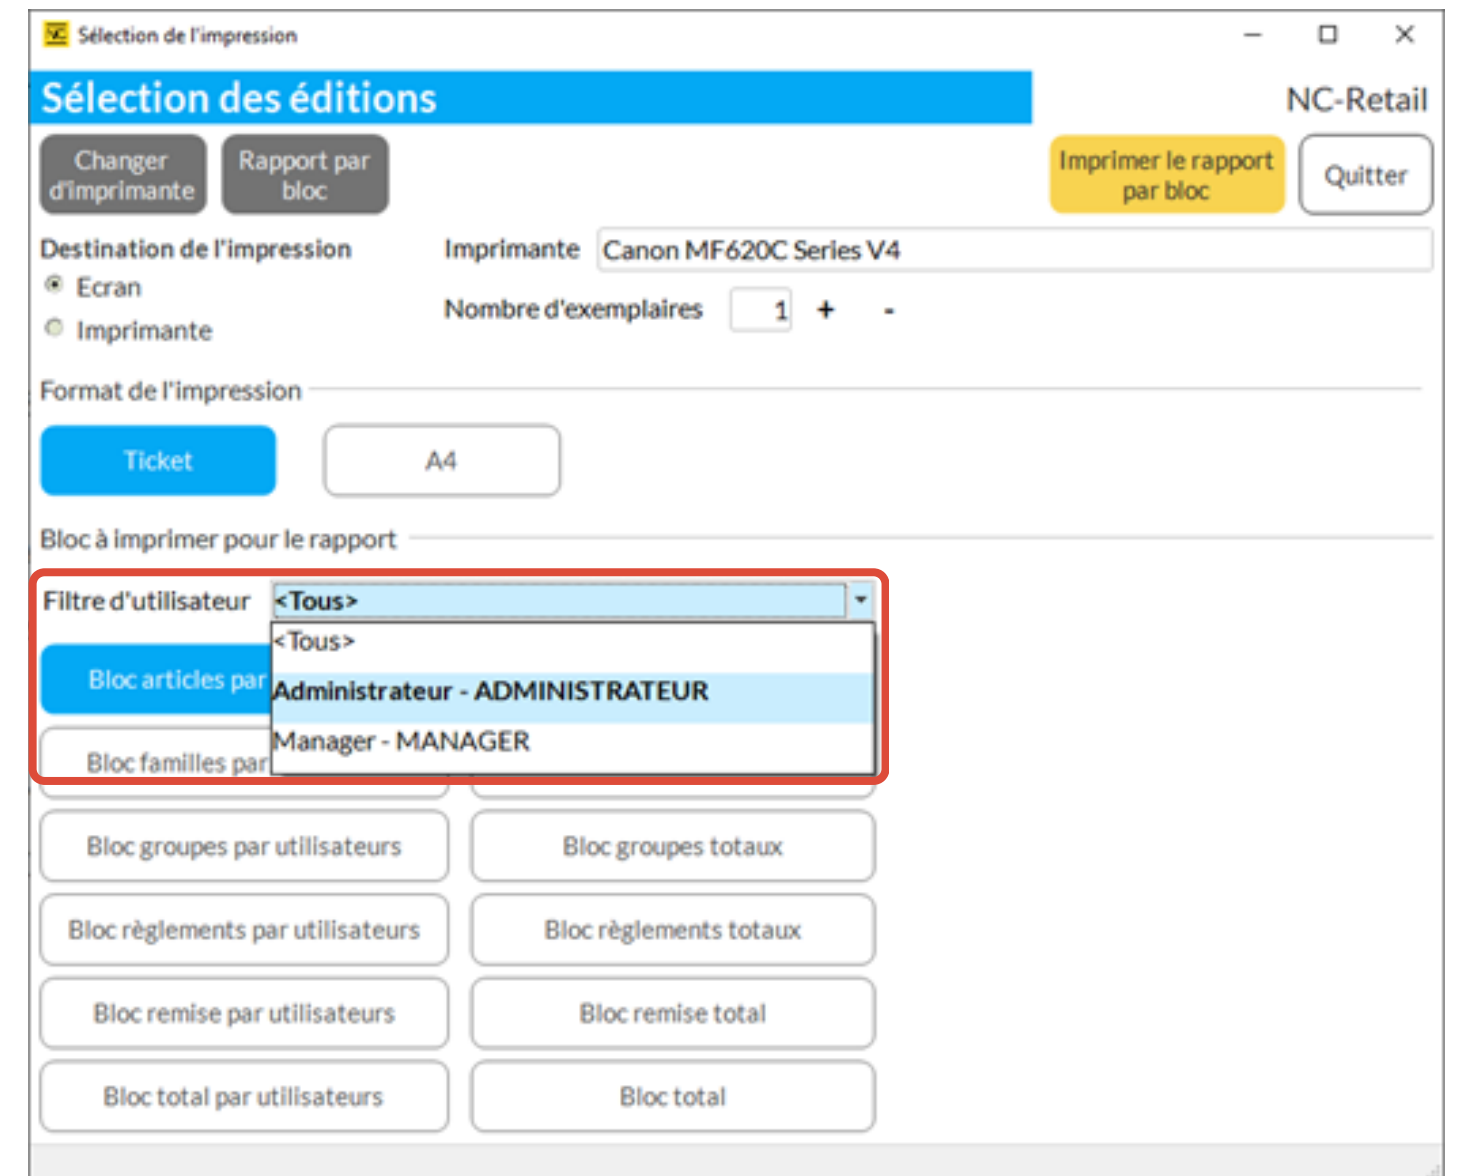 Sélection de l'impression
Sélection des éditions
NC-Retail
Changer
d'imprimante
Rapport par
bloc
Imprimer le rapport
par bloc
Quitter
Destination de l'impression
Imprimante
Canon MF620C Series V4
Ecran
Nombre d'exemplaires
1
+
-
Imprimante
Format de l'impression
Ticket
A4
Bloc à imprimer pour le rapport
Filtre d'utilisateur
<Tous>
<Tous>
Bloc articles par
Administrateur - ADMINISTRATEUR
Manager - MANAGER
Bloc familles par
Bloc groupes par utilisateurs
Bloc groupes totaux
Bloc règlements par utilisateurs
Bloc règlements totaux
Bloc remise par utilisateurs
Bloc remise total
Bloc total par utilisateurs
Bloc total